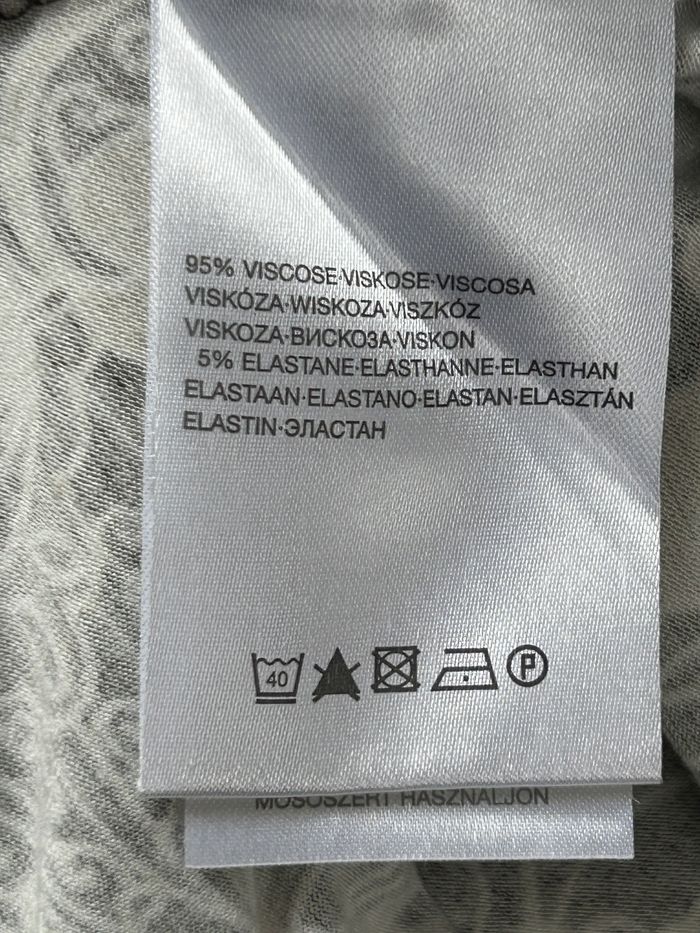 95% VISCOSE·VISKOSE·VISCOSA
VISKÓZA·WISKOZA·VISZKÓZ
VISKOZA·ВИСКОЗА·VISKON
5% ELASTANE·ELASTHANNE·ELASTHAN
ELASTAAN·ELASTANO·ELASTAN·ELASZTÁN
ELASTIN·ЭЛАСТАН
40 P
MOSÓSZERT HASZNÁLJON